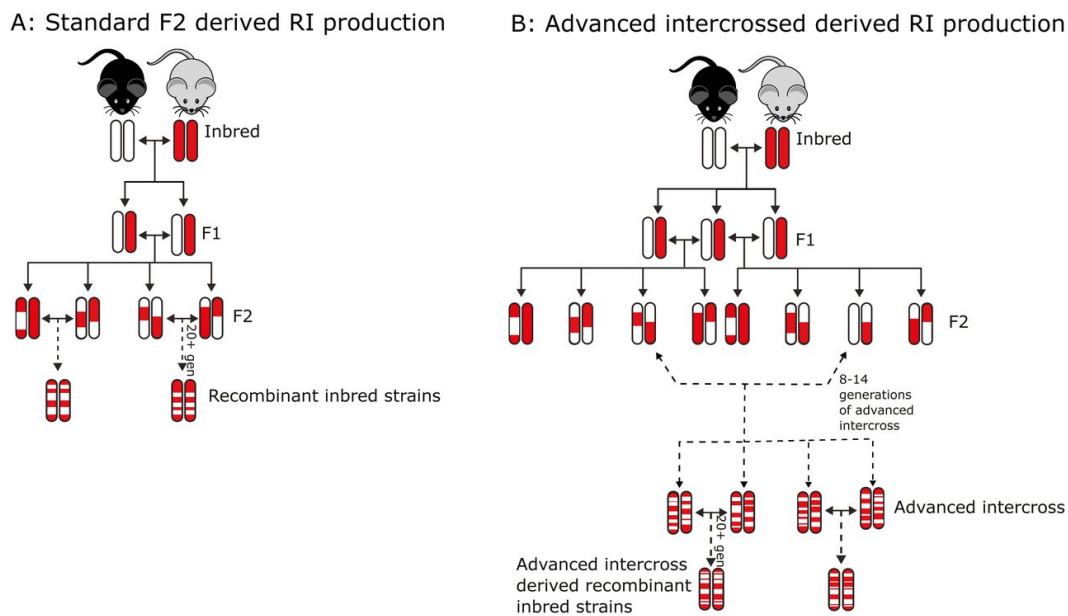 A: Standard F2 derived RI production
Inbred
F1
F2
20+ gen
Recombinant inbred strains
B: Advanced intercrossed derived RI production
Inbred
F1
F2
8-14
generations
of advanced
intercross
Advanced intercross
20+ gen
Advanced intercross
derived recombinant
inbred strains